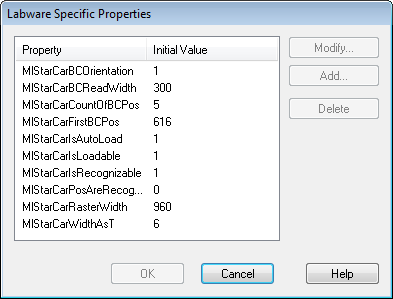 Labware Specific Properties
Property Initial Value
MlStarCarBCOrientation 1
MlStarCarBCReadWidth 300
MlStarCarCountOfBCPos 5
MlStarCarFirstBCPos 616
MlStarCarIsAutoLoad 1
MlStarCarIsLoadable 1
MlStarCarIsRecognizable 1
MlStarCarPosAreRecog... 0
MlStarCarRasterWidth 960
MlStarCarWidthAsT 6
Modify...
Add...
Delete
OK Cancel Help